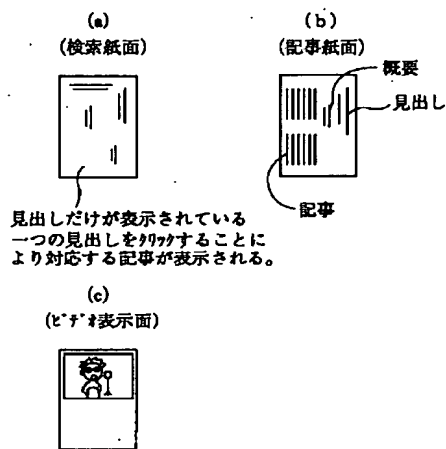 (a)
(検索紙面)
見出しだけが表示されている
一つの見出しをクリックすることに
より対応する記事が表示される。
(b)
(記事紙面)
概要
見出し
記事
(c)
(ビデオ表示面)